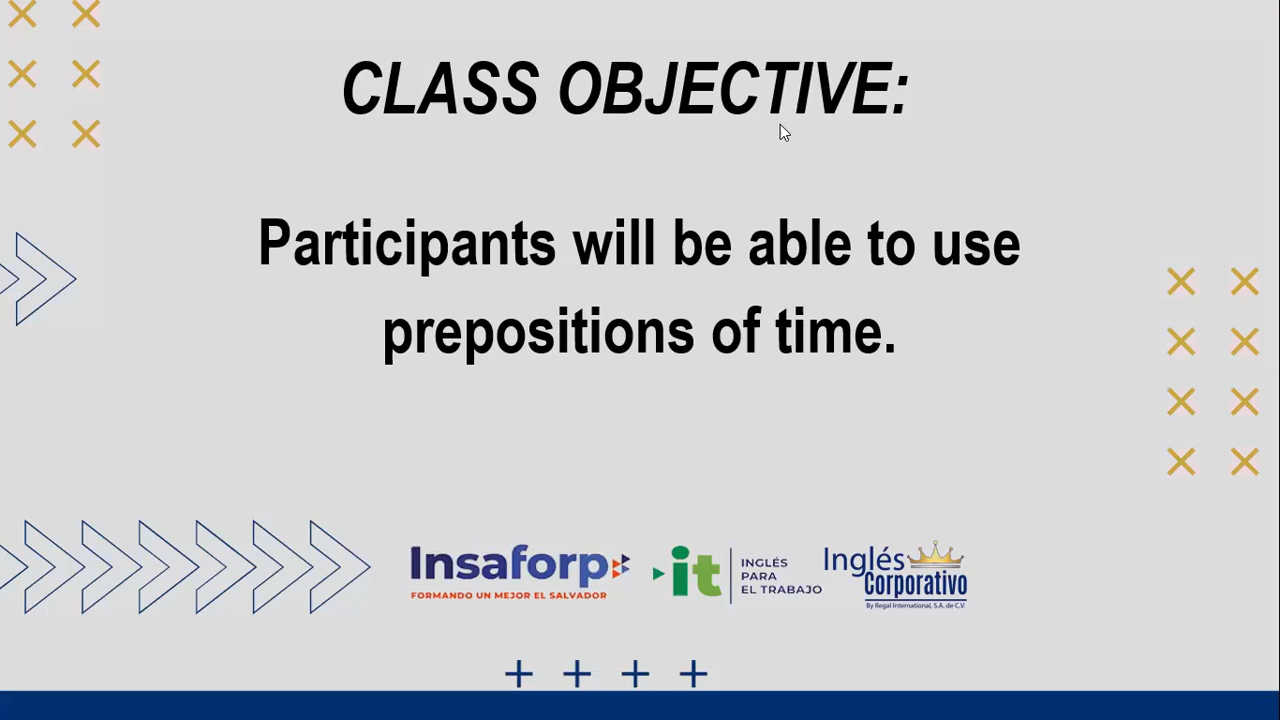 CLASS OBJECTIVE:
Participants will be able to use
prepositions of time.
Insaforp
FORMANDO UN MEJOR EL SALVADOR
it
INGLÉS
PARA
EL TRABAJO
Inglés
Corporativo
By Regal International, S.A. de C.V.